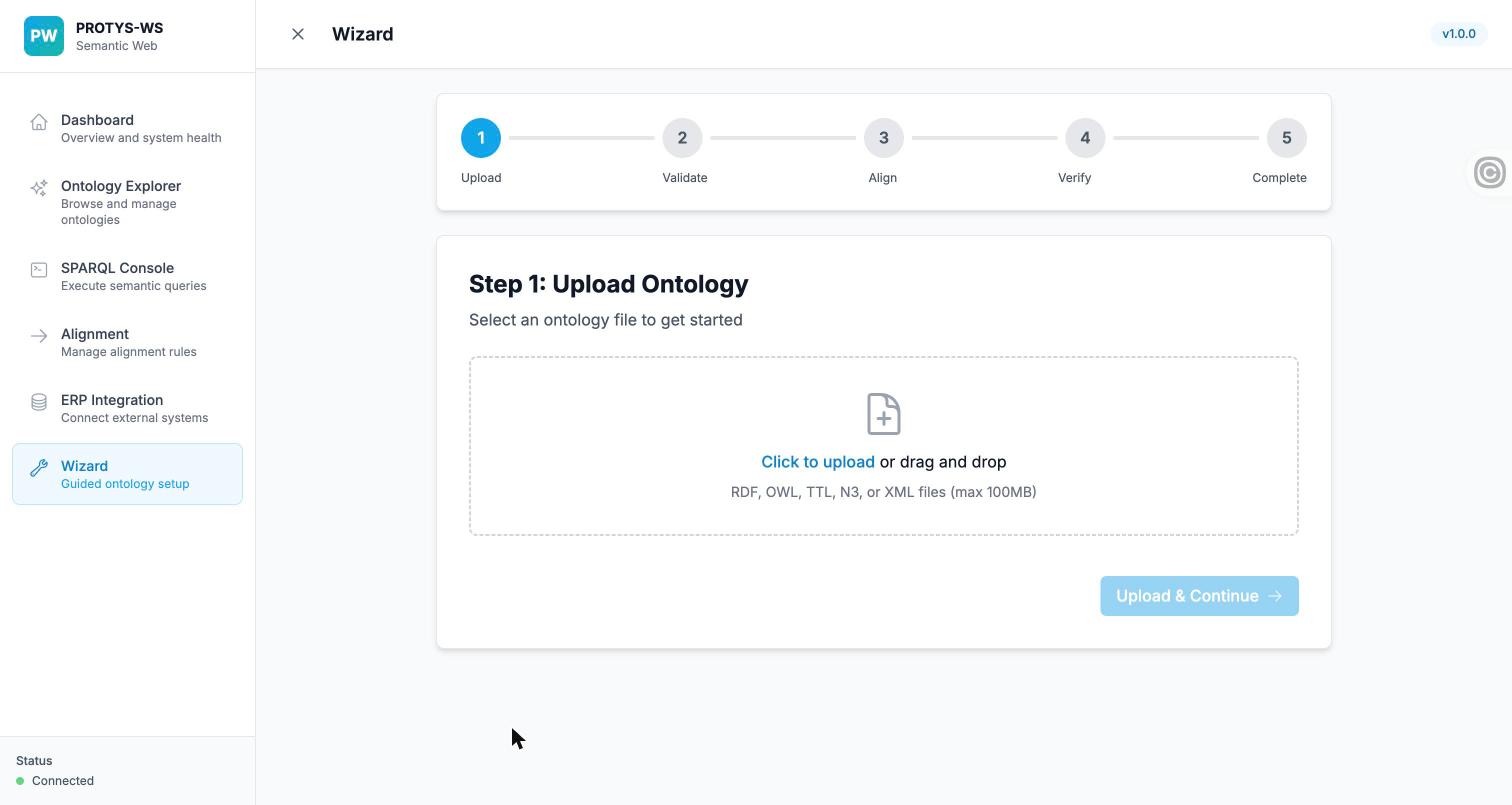 PW
PROTYS-WS
Semantic Web
Dashboard
Overview and system health
Ontology Explorer
Browse and manage
ontologies
SPARQL Console
Execute semantic queries
Alignment
Manage alignment rules
ERP Integration
Connect external systems
Wizard
Guided ontology setup
Status
Connected
Wizard
v1.0.0
1
2
3
4
5
Upload
Validate
Align
Verify
Complete
Step 1: Upload Ontology
Select an ontology file to get started
Click to upload or drag and drop
RDF, OWL, TTL, N3, or XML files (max 100MB)
Upload & Continue →